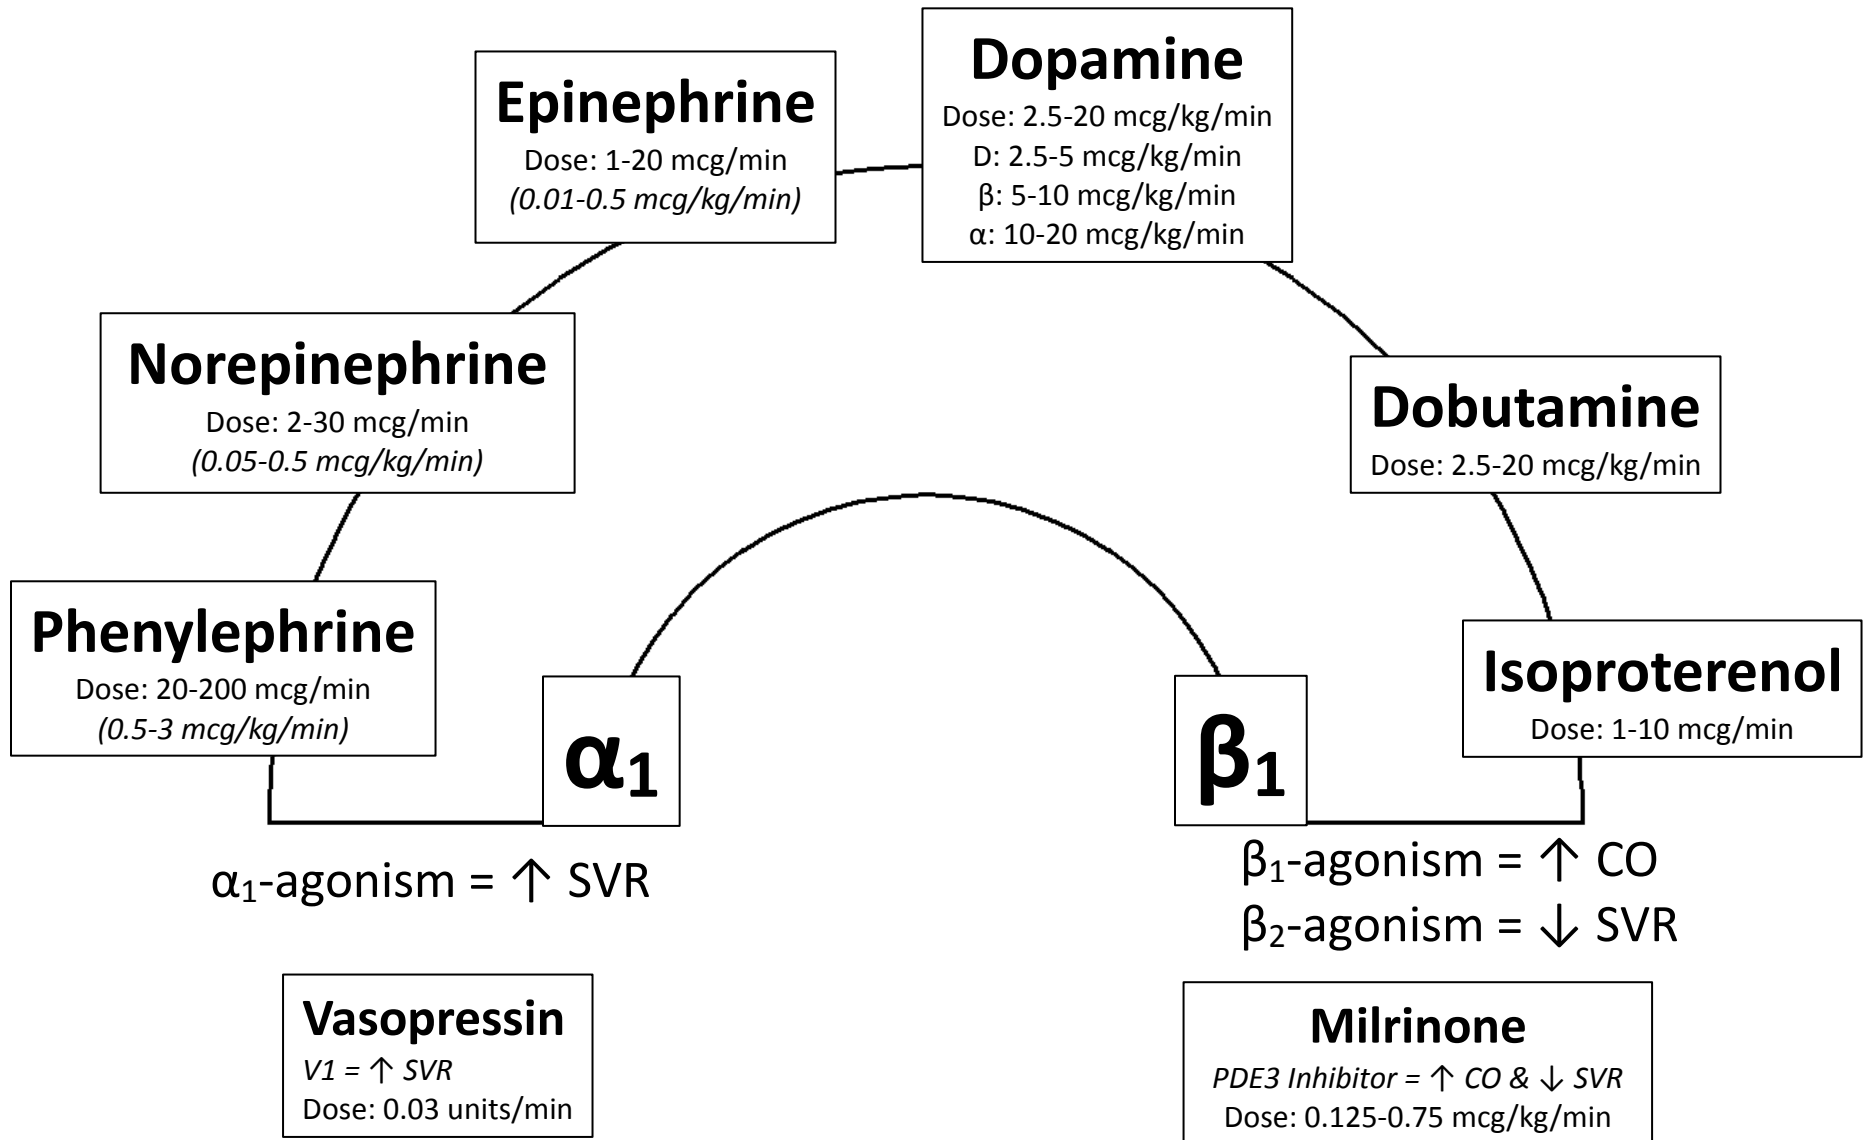 Dopamine
Dose: 2.5-20 mcg/kg/min
D: 2.5-5 mcg/kg/min
β: 5-10 mcg/kg/min
α: 10-20 mcg/kg/min
Epinephrine
Dose: 1-20 mcg/min
(0.01-0.5 mcg/kg/min)
Norepinephrine
Dose: 2-30 mcg/min
(0.05-0.5 mcg/kg/min)
Dobutamine
Dose: 2.5-20 mcg/kg/min
Phenylephrine
Dose: 20-200 mcg/min
(0.5-3 mcg/kg/min)
Isoproterenol
Dose: 1-10 mcg/min
α₁
β₁
α₁-agonism = ↑ SVR
β₁-agonism = ↑ CO
β₂-agonism = ↓ SVR
Vasopressin
V1 = ↑ SVR
Dose: 0.03 units/min
Milrinone
PDE3 Inhibitor = ↑ CO & ↓ SVR
Dose: 0.125-0.75 mcg/kg/min